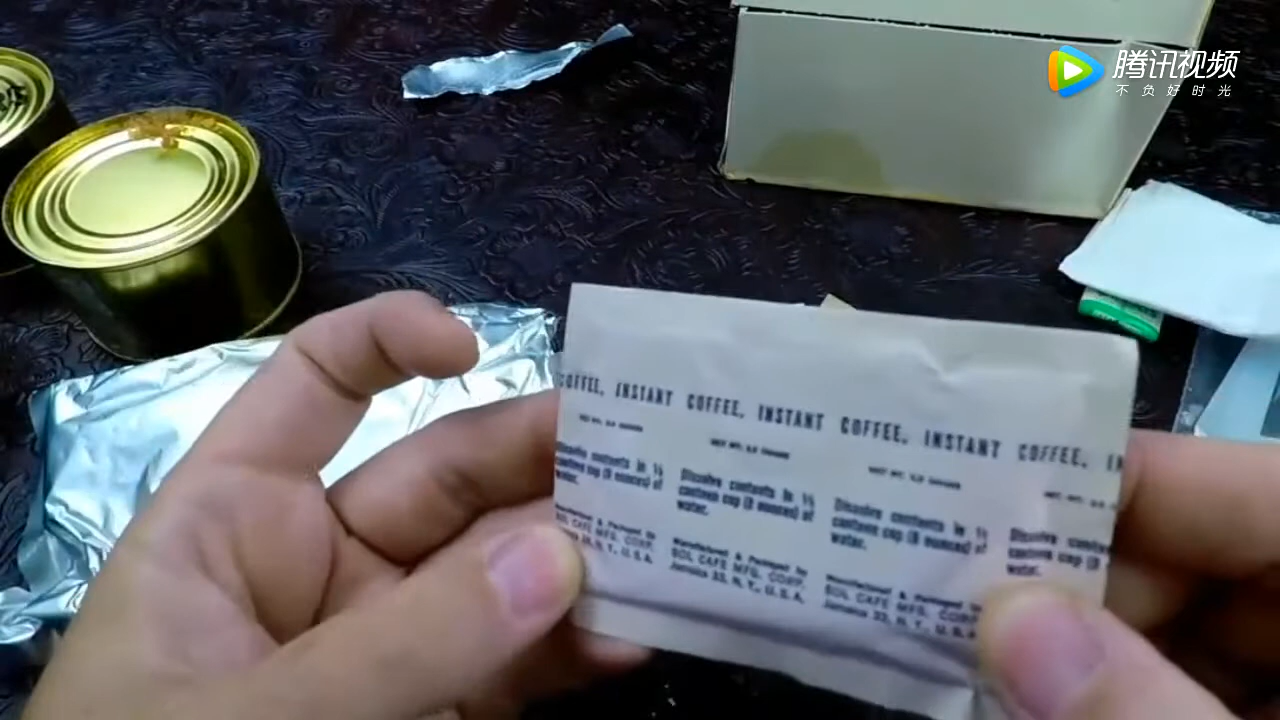 腾讯视频
不负好时光
COFFEE, INSTANT COFFEE, INSTANT COFFEE, INSTANT COFFEE, IN
Dissolve contents in ½ canteen cup (8 ounces) of water.
Dissolve contents in ½ canteen cup (8 ounces) of water.
Dissolve contents in ½ canteen cup (8 ounces) of water.
Manufactured & Packaged by
SOL CAFE MFG. CORP.
Jamaica 33, N. Y., U. S. A.
Manufactured & Packaged by
SOL CAFE MFG. CORP.
Jamaica 33, N. Y., U. S. A.